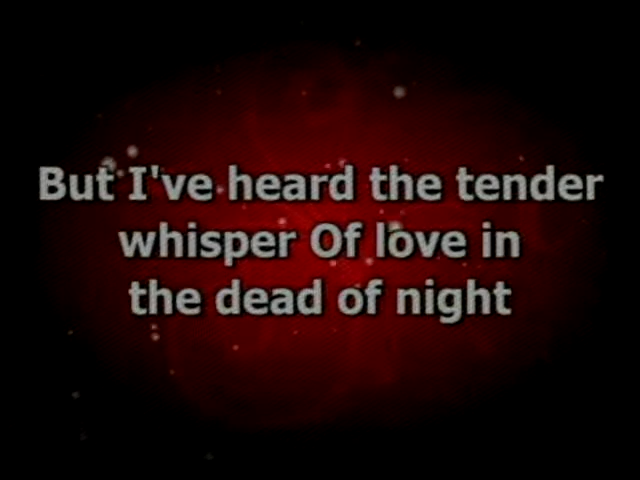 But I've heard the tender
whisper Of love in
the dead of night